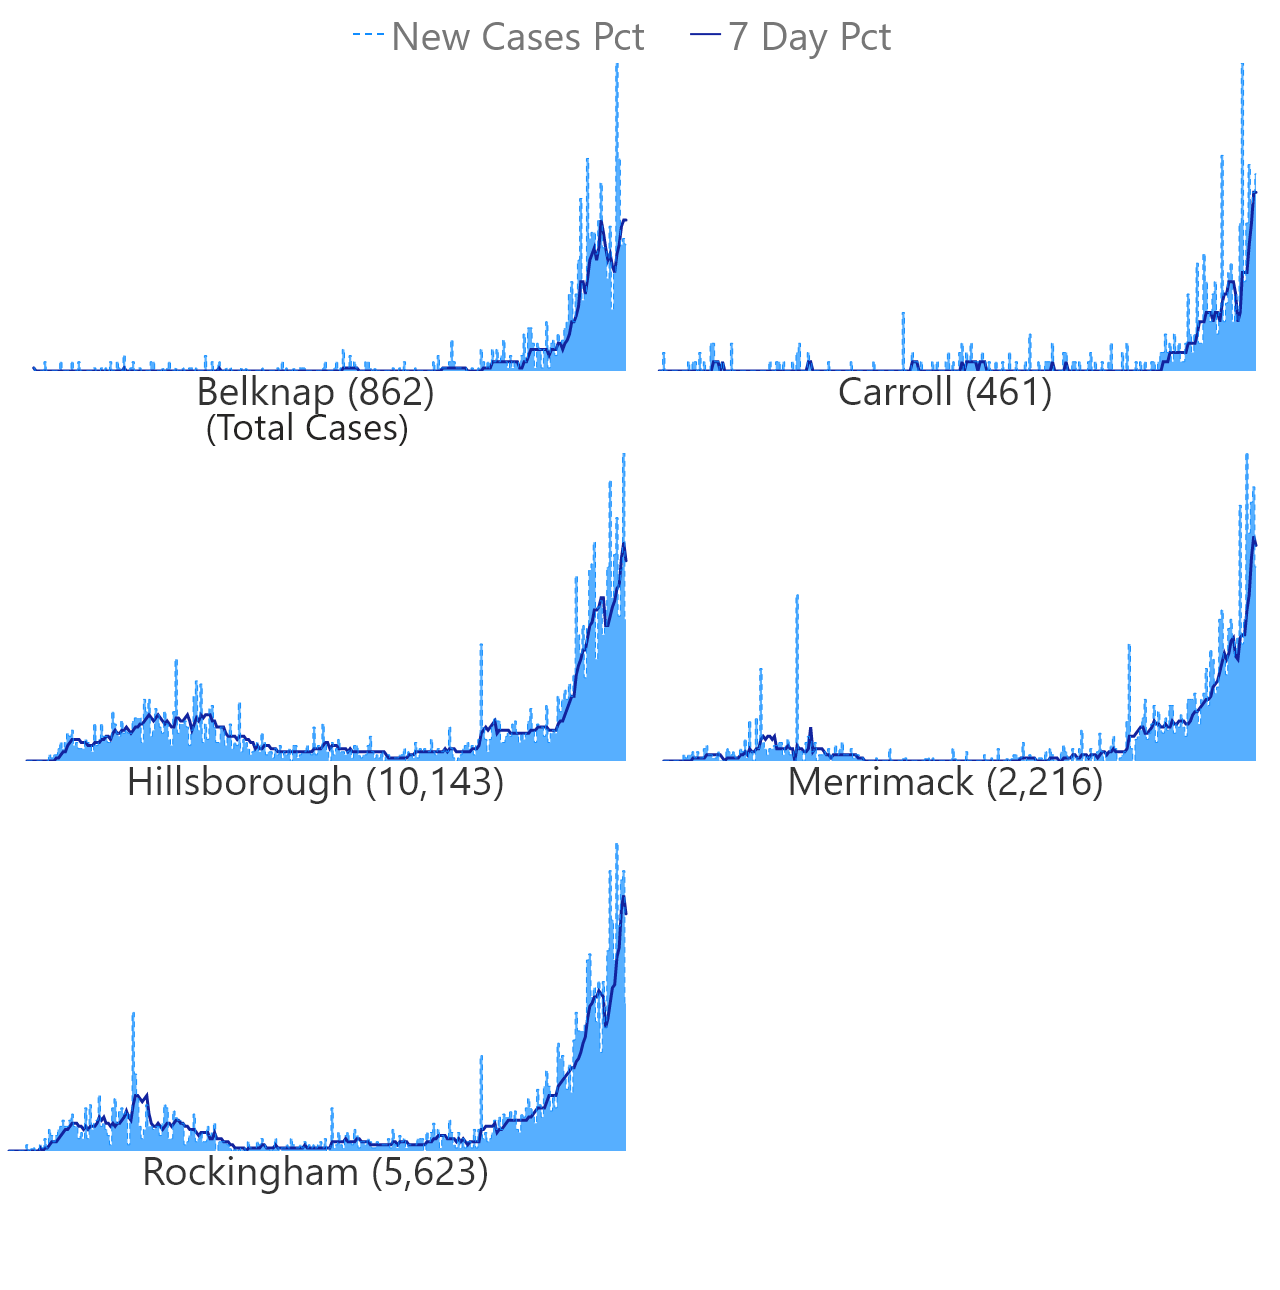 New Cases Pct
7 Day Pct
Belknap (862)
(Total Cases)
Carroll (461)
Hillsborough (10,143)
Merrimack (2,216)
Rockingham (5,623)